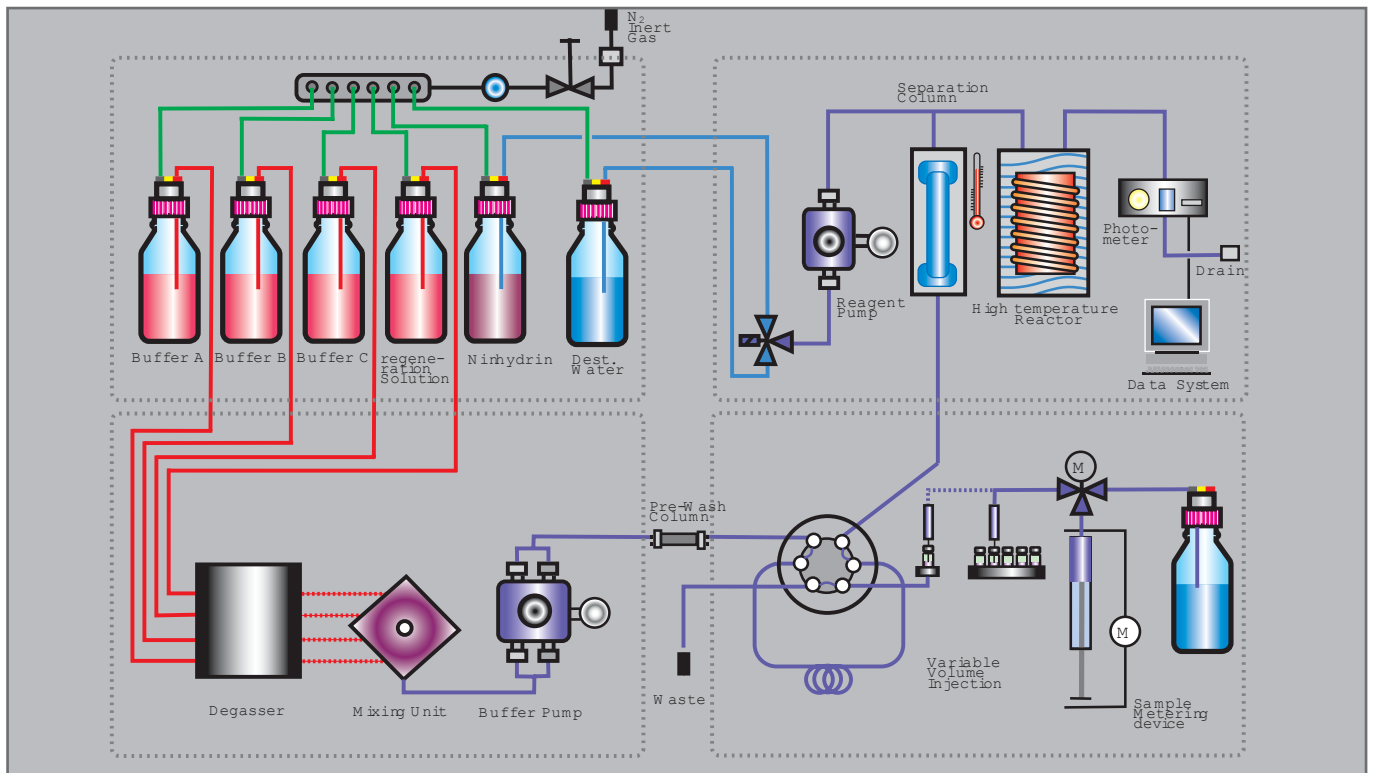 N2
Inert
Gas
Separation
Column
Photo-
meter
Drain
Reagent
Pump
High temperature
Reactor
Data System
Buffer A
Buffer B
Buffer C
regene-
ration
Solution
Ninhydrin
Dest.
Water
Pre-Wash
Column
M
M
Degasser
Mixing Unit
Buffer Pump
Waste
Variable
Volume
Injection
Sample
Metering
device